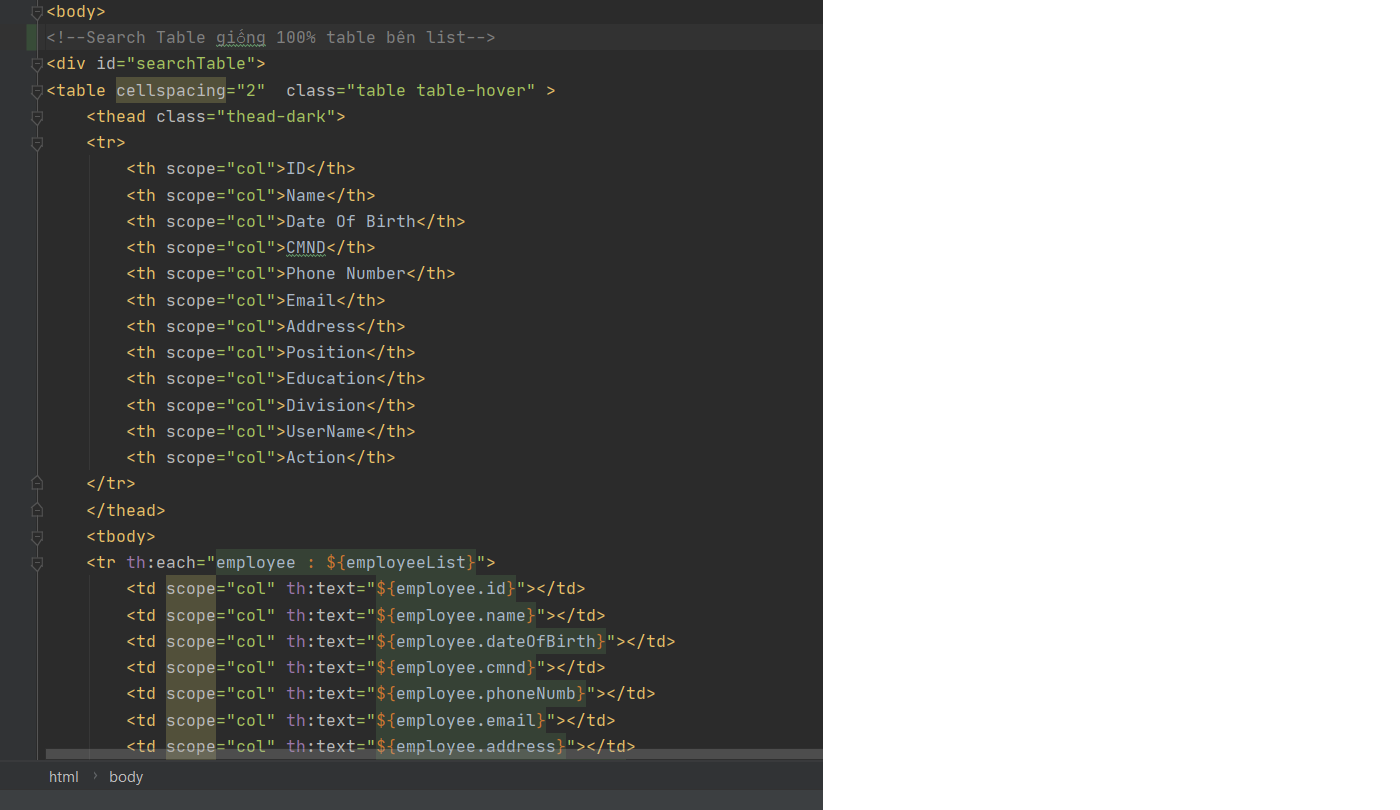 <body>
<!--Search Table giống 100% table bên list-->
<div id="searchTable">
<table cellspacing="2"  class="table table-hover" >
    <thead class="thead-dark">
    <tr>
        <th scope="col">ID</th>
        <th scope="col">Name</th>
        <th scope="col">Date Of Birth</th>
        <th scope="col">CMND</th>
        <th scope="col">Phone Number</th>
        <th scope="col">Email</th>
        <th scope="col">Address</th>
        <th scope="col">Position</th>
        <th scope="col">Education</th>
        <th scope="col">Division</th>
        <th scope="col">UserName</th>
        <th scope="col">Action</th>
    </tr>
    </thead>
    <tbody>
    <tr th:each="employee : ${employeeList}">
        <td scope="col" th:text="${employee.id}"></td>
        <td scope="col" th:text="${employee.name}"></td>
        <td scope="col" th:text="${employee.dateOfBirth}"></td>
        <td scope="col" th:text="${employee.cmnd}"></td>
        <td scope="col" th:text="${employee.phoneNumb}"></td>
        <td scope="col" th:text="${employee.email}"></td>
        <td scope="col" th:text="${employee.address}"></td>
html › body